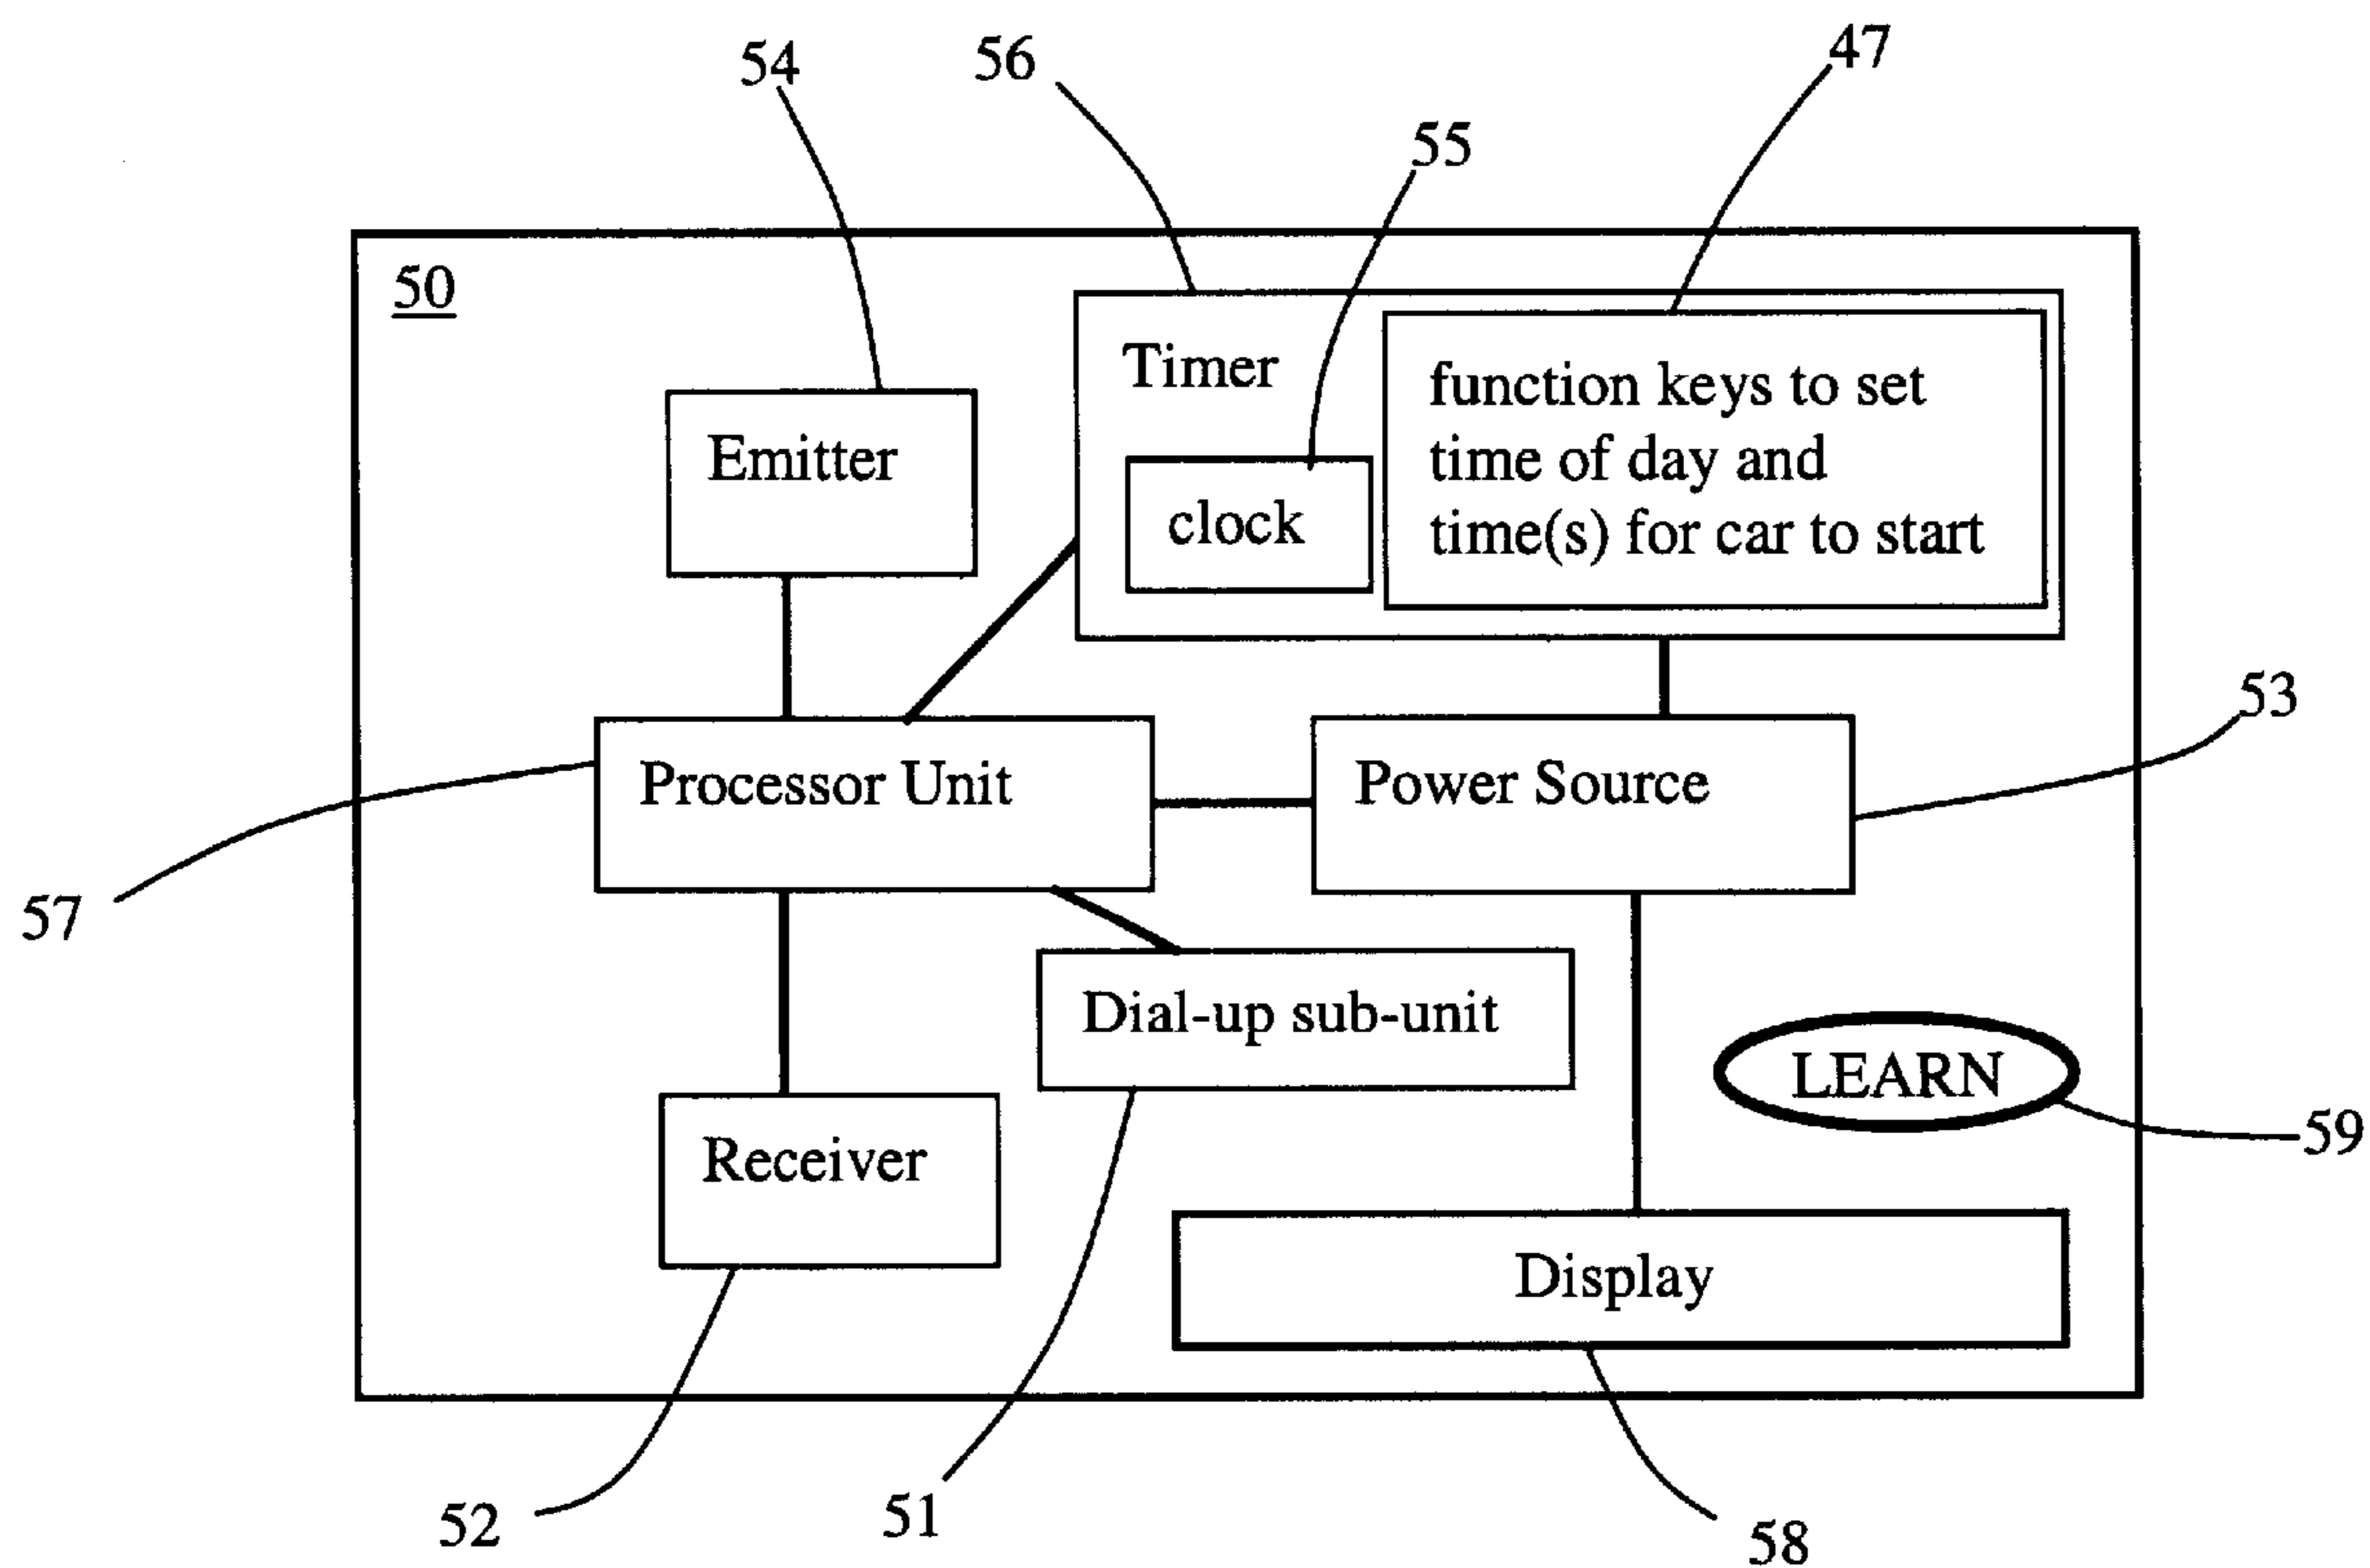 54
56
47
55
50
Timer
function keys to set
time of day and
time(s) for car to start
Emitter
clock
53
Processor Unit
Power Source
57
Dial-up sub-unit
LEARN
59
Receiver
Display
52
51
58